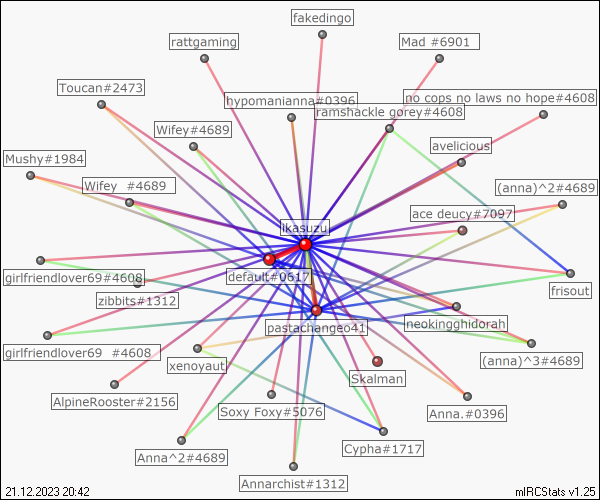 fakedingo
rattgaming
Mad #6901
Toucan#2473
hypomanianna#0396
no cops no laws no hope#4608
ramshackle gorey#4608
Wifey#4689
avelicious
Mushy#1984
Wifey  #4689
(anna)^2#4689
ace deucy#7097
ikasuzu
girlfriendlover69#4608
default#0617
frisout
zibbits#1312
pastachangeo41
neokingghidorah
girlfriendlover69  #4608
xenoyaut
(anna)^3#4689
Skalman
AlpineRooster#2156
Soxy Foxy#5076
Anna.#0396
Anna^2#4689
Cypha#1717
Annarchist#1312
21.12.2023 20:42
mIRCStats v1.25